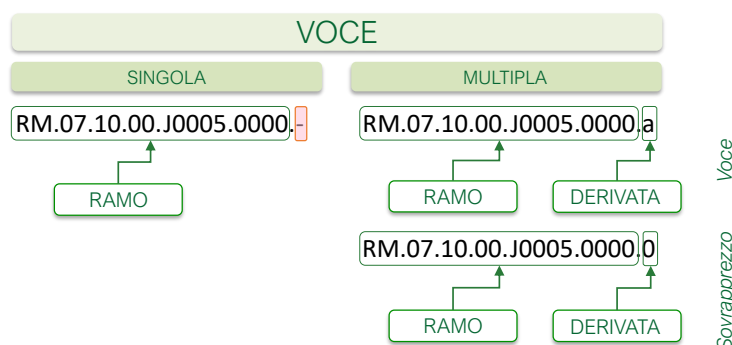 VOCE
SINGOLA
MULTIPLA
RM.07.10.00.J0005.0000.-
RM.07.10.00.J0005.0000.a
RAMO
RAMO
DERIVATA
Voce
RM.07.10.00.J0005.0000.0
RAMO
DERIVATA
Sovrapprezzo